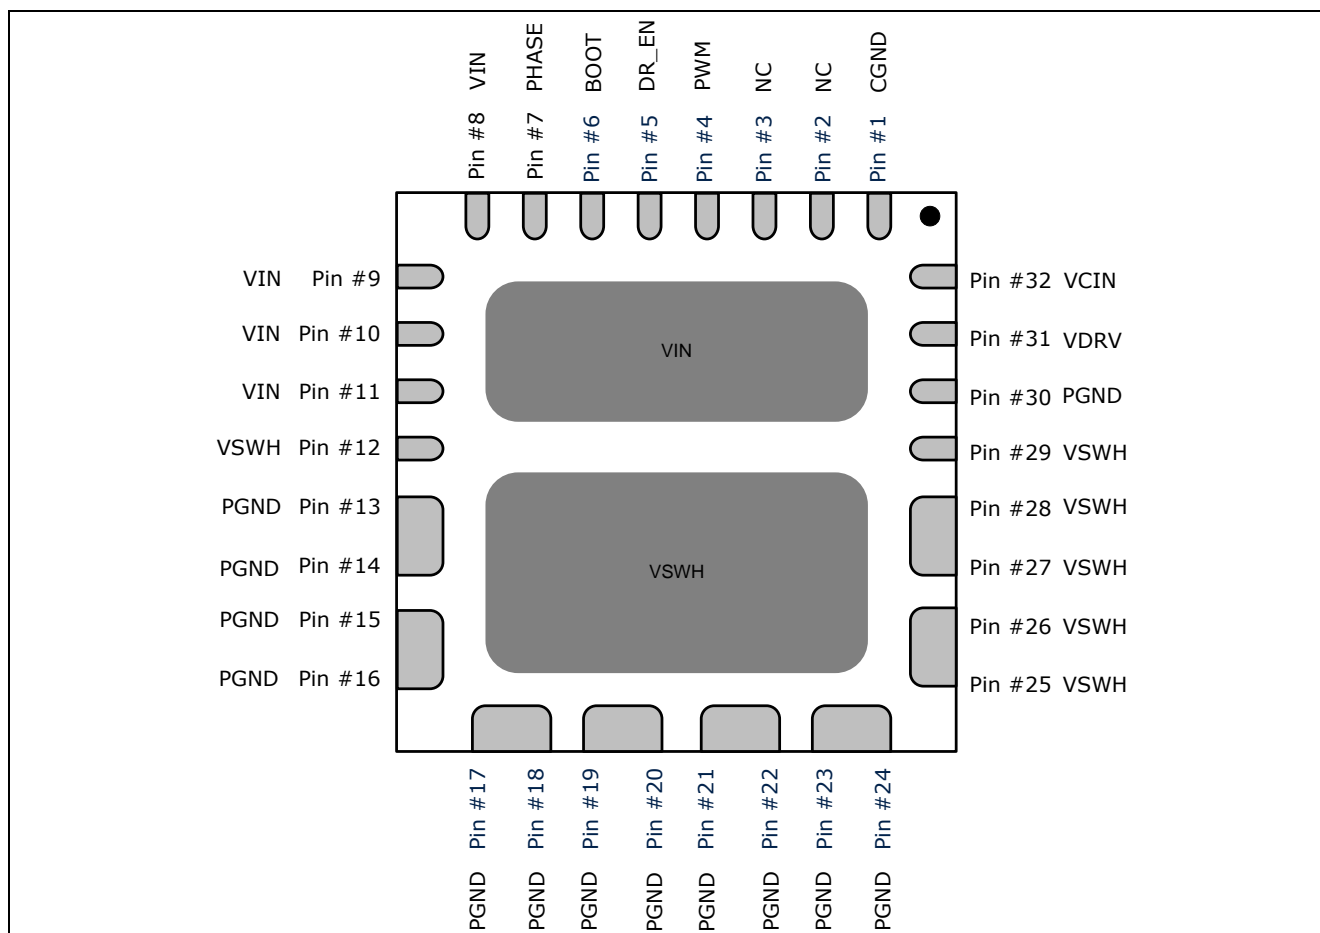 VIN
PHASE
BOOT
DR_EN
PWM
NC
NC
CGND
Pin #8
Pin #7
Pin #6
Pin #5
Pin #4
Pin #3
Pin #2
Pin #1
VIN Pin #9
VIN Pin #10
VIN Pin #11
VSWH Pin #12
PGND Pin #13
PGND Pin #14
PGND Pin #15
PGND Pin #16
VIN
VSWH
Pin #32 VCIN
Pin #31 VDRV
Pin #30 PGND
Pin #29 VSWH
Pin #28 VSWH
Pin #27 VSWH
Pin #26 VSWH
Pin #25 VSWH
Pin #17
Pin #18
Pin #19
Pin #20
Pin #21
Pin #22
Pin #23
Pin #24
PGND
PGND
PGND
PGND
PGND
PGND
PGND
PGND